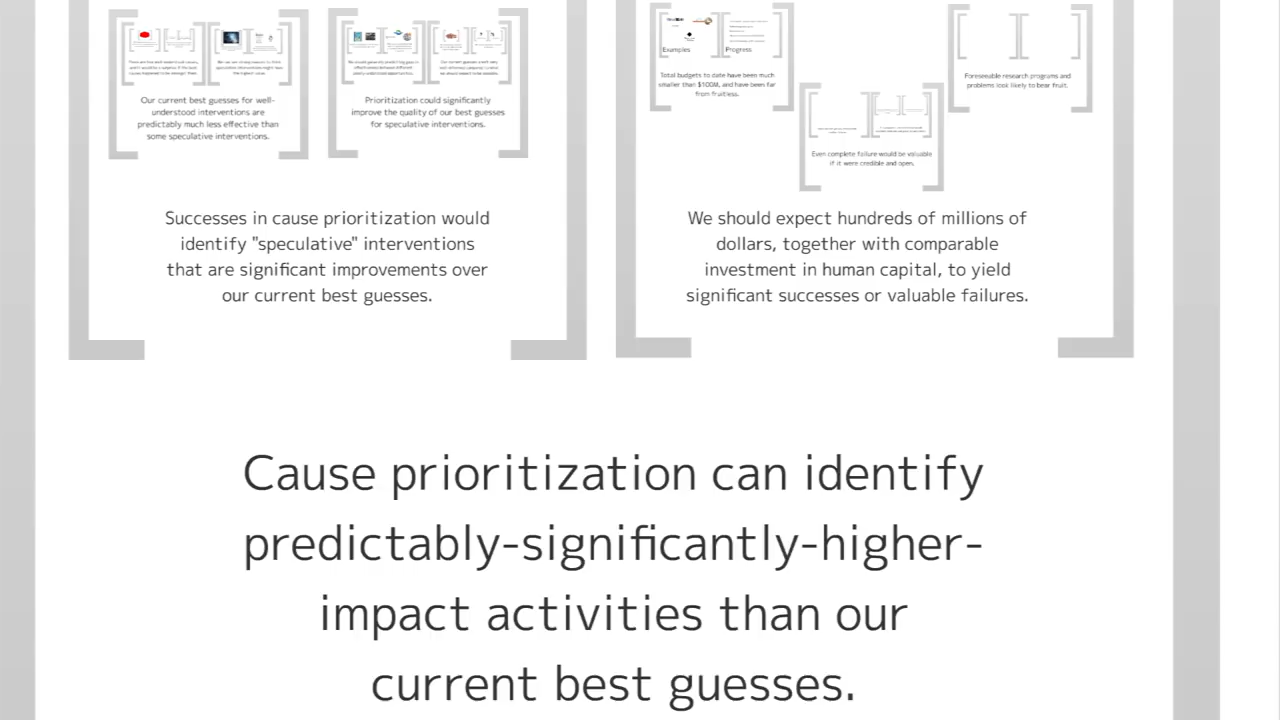 Our current best guesses for well-
understood interventions are
predictably much less effective than
some speculative interventions.
Prioritization could significantly
improve the quality of our best guesses
for speculative interventions.
Successes in cause prioritization would
identify "speculative" interventions
that are significant improvements over
our current best guesses.
Examples
Progress
Total budgets to date have been much
smaller than $100M, and have been far
from fruitless.
Even complete failure would be valuable
if it were credible and open.
Foreseeable research programs and
problems look likely to bear fruit.
We should expect hundreds of millions of
dollars, together with comparable
investment in human capital, to yield
significant successes or valuable failures.
Cause prioritization can identify
predictably-significantly-higher-
impact activities than our
current best guesses.